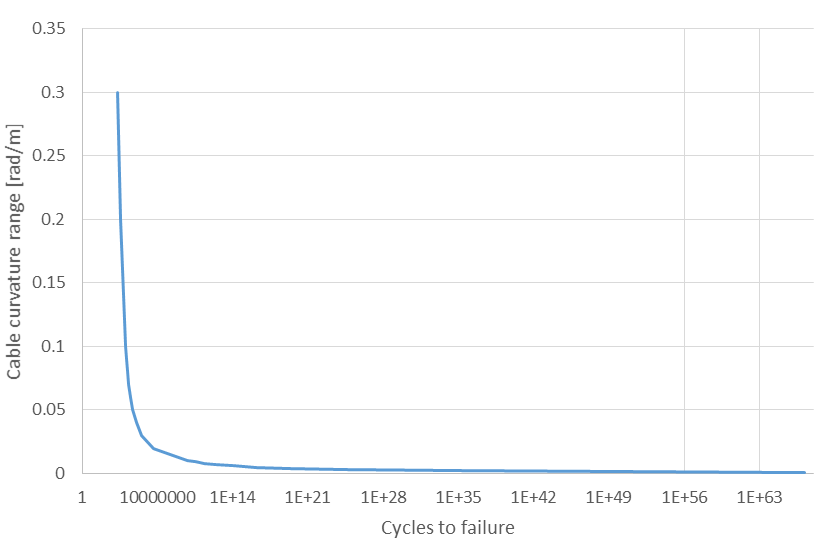 0.35
0.3
0.25
0.2
0.15
0.1
0.05
0
Cable curvature range [rad/m]
1 10000000 1E+14 1E+21 1E+28 1E+35 1E+42 1E+49 1E+56 1E+63
Cycles to failure